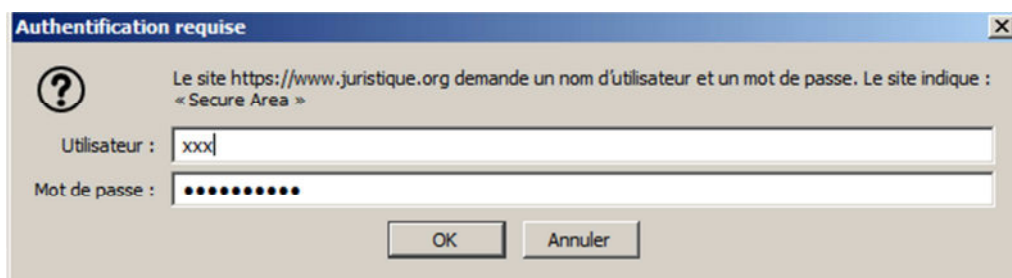 Authentification requise
Le site https://www.juristique.org demande un nom d'utilisateur et un mot de passe. Le site indique :
« Secure Area »
Utilisateur : xxx
Mot de passe : ••••••••••
OK Annuler